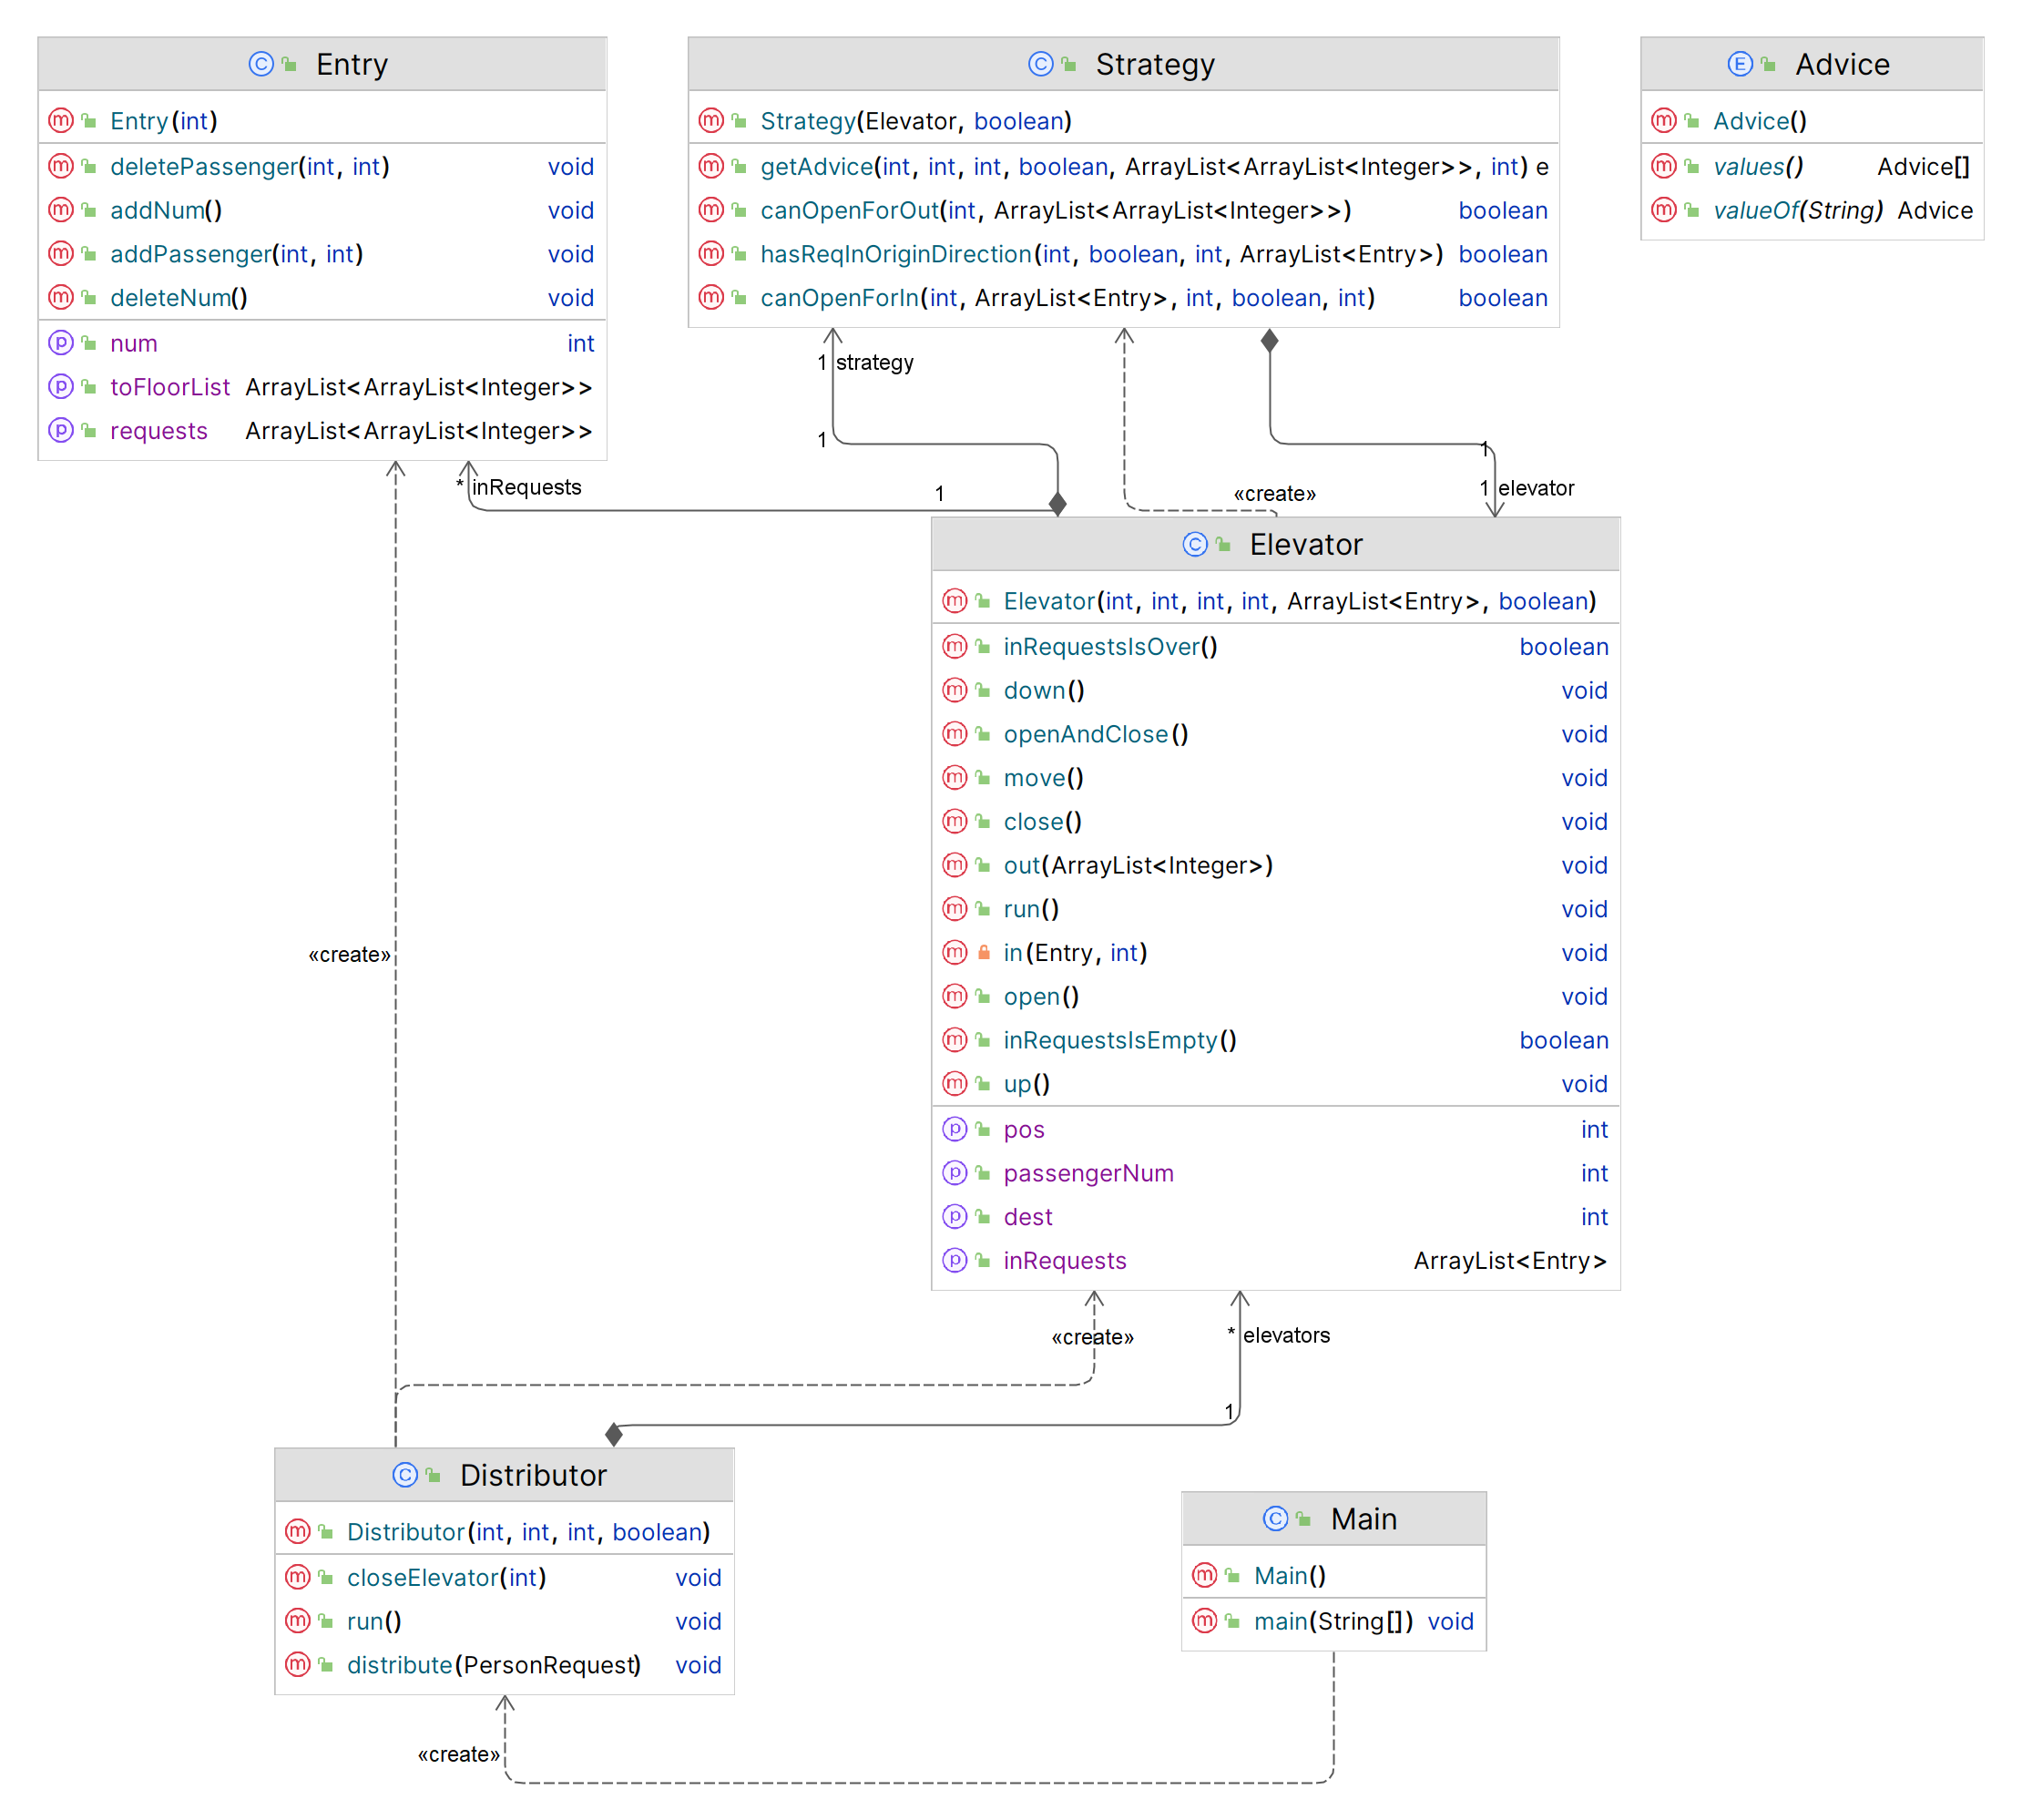 Entry
Entry(int)
deletePassenger(int, int) void
addNum() void
addPassenger(int, int) void
deleteNum() void
num int
toFloorList ArrayList<ArrayList<Integer>>
requests ArrayList<ArrayList<Integer>>
Strategy
Strategy(Elevator, boolean)
getAdvice(int, int, int, boolean, ArrayList<ArrayList<Integer>>, int) e
canOpenForOut(int, ArrayList<ArrayList<Integer>>) boolean
hasReqInOriginDirection(int, boolean, int, ArrayList<Entry>) boolean
canOpenForIn(int, ArrayList<Entry>, int, boolean, int) boolean
Advice
Advice()
values() Advice[]
valueOf(String) Advice
1 strategy
1
1
1 elevator
* inRequests
1
«create»
Elevator
Elevator(int, int, int, int, ArrayList<Entry>, boolean)
inRequestsIsOver() boolean
down() void
openAndClose() void
move() void
close() void
out(ArrayList<Integer>) void
run() void
in(Entry, int) void
open() void
inRequestsIsEmpty() boolean
up() void
pos int
passengerNum int
dest int
inRequests ArrayList<Entry>
«create»
«create»
* elevators
1
Distributor
Distributor(int, int, int, boolean)
closeElevator(int) void
run() void
distribute(PersonRequest) void
Main
Main()
main(String[]) void
«create»